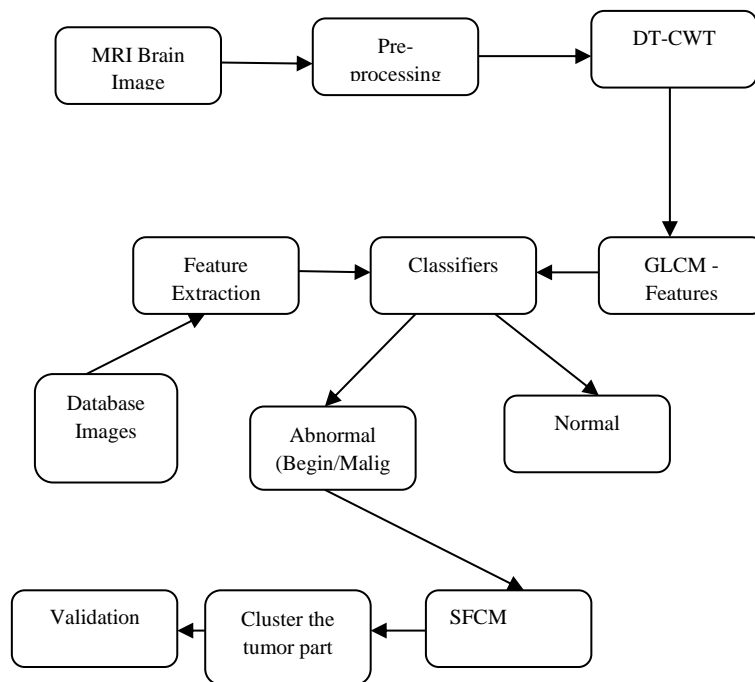 MRI Brain
Image
Pre-
processing
DT-CWT
Feature
Extraction
Classifiers
GLCM -
Features
Database
Images
Abnormal
(Begin/Malig
Normal
Validation
Cluster the
tumor part
SFCM